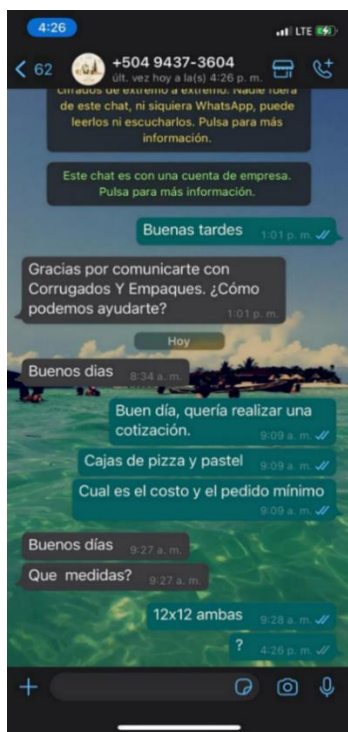 4:26
LTE
62
+504 9437-3604
últ. vez hoy a la(s) 4:26 p. m.
cifrados de extremo a extremo. Nadie fuera
de este chat, ni siquiera WhatsApp, puede
leerlos ni escucharlos. Pulsa para más
información.
Este chat es con una cuenta de empresa.
Pulsa para más información.
Buenas tardes
1:01 p. m.
Gracias por comunicarte con
Corrugados Y Empaques. ¿Cómo
podemos ayudarte?
1:01 p. m.
Hoy
Buenos dias
8:34 a. m.
Buen día, quería realizar una
cotización.
9:09 a. m.
Cajas de pizza y pastel
9:09 a. m.
Cual es el costo y el pedido mínimo
9:09 a. m.
Buenos días
9:27 a. m.
Que medidas?
9:27 a. m.
12x12 ambas
9:28 a. m.
?
4:26 p. m.